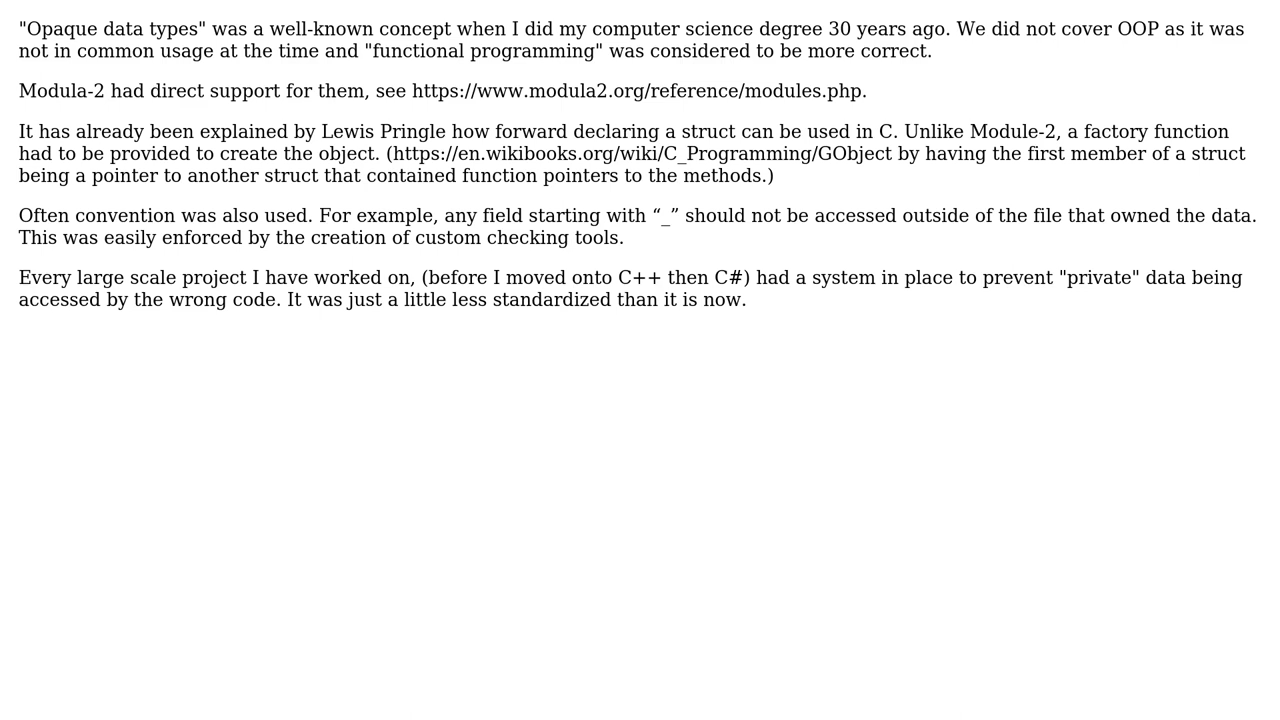 "Opaque data types" was a well-known concept when I did my computer science degree 30 years ago. We did not cover OOP as it was
not in common usage at the time and "functional programming" was considered to be more correct.
Modula-2 had direct support for them, see https://www.modula2.org/reference/modules.php.
It has already been explained by Lewis Pringle how forward declaring a struct can be used in C. Unlike Module-2, a factory function
had to be provided to create the object. (https://en.wikibooks.org/wiki/C_Programming/GObject by having the first member of a struct
being a pointer to another struct that contained function pointers to the methods.)
Often convention was also used. For example, any field starting with “_” should not be accessed outside of the file that owned the data.
This was easily enforced by the creation of custom checking tools.
Every large scale project I have worked on, (before I moved onto C++ then C#) had a system in place to prevent "private" data being
accessed by the wrong code. It was just a little less standardized than it is now.